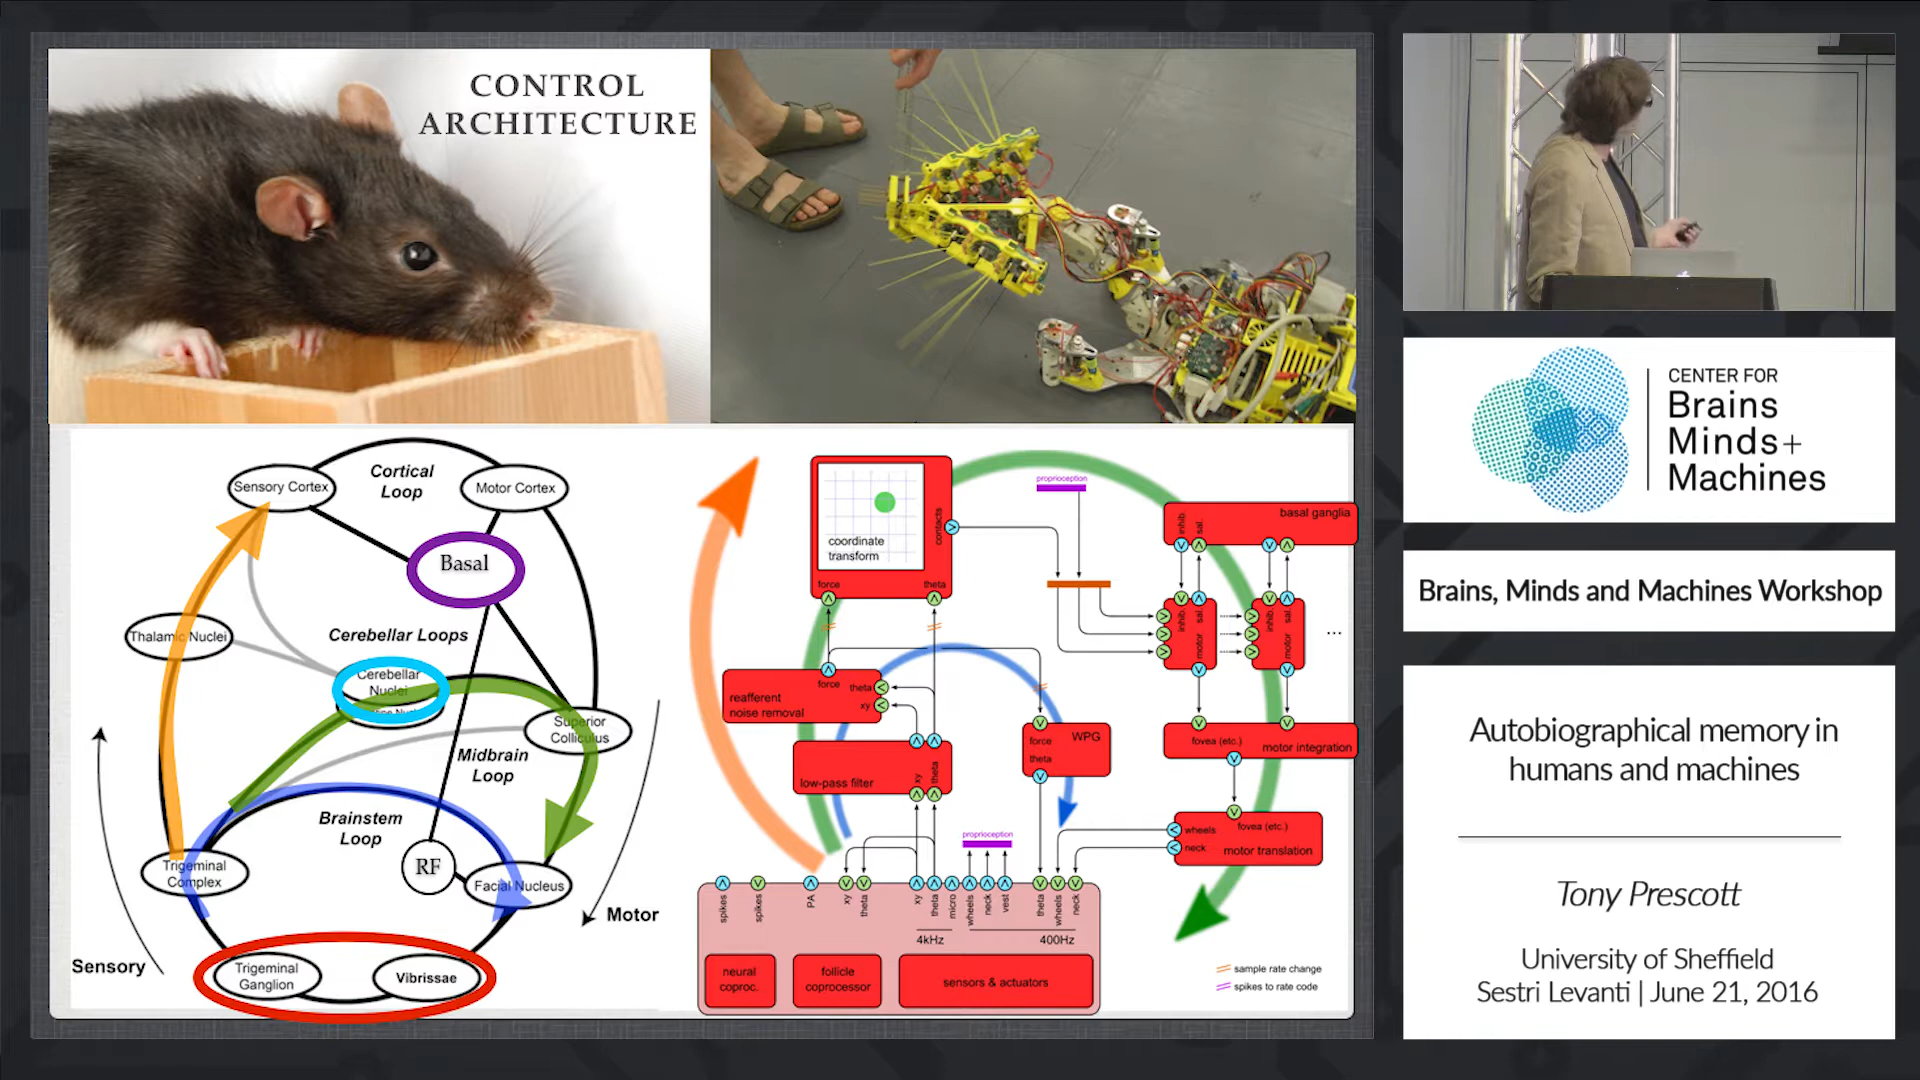 CONTROL
ARCHITECTURE
Sensory Cortex
Cortical
Loop
Motor Cortex
Basal
Thalamic Nuclei
Cerebellar Loops
Cerebellar
Nuclei
Superior
Colliculus
Midbrain
Loop
Brainstem
Loop
Trigeminal
Complex
RF
Facial Nucleus
Motor
Sensory
Trigeminal
Ganglion
Vibrissae
coordinate
transform
contacts
force
theta
proprioception
basal ganglia
inhib
sal
inhib
sal
motor
inhib
sal
motor
...
reafferent
noise removal
force
theta
xy
low-pass filter
xy
theta
force
WPG
theta
fovea (etc.)
motor integration
fovea (etc.)
wheels
neck
motor translation
proprioception
spikes
spikes
PA
xy
theta
xy
theta
micro
wheels
neck
vest
theta
wheels
neck
4kHz
400Hz
neural
coproc.
follicle
coprocessor
sensors & actuators
sample rate change
spikes to rate code
CENTER FOR
Brains
Minds+
Machines
Brains, Minds and Machines Workshop
Autobiographical memory in
humans and machines
Tony Prescott
University of Sheffield
Sestri Levanti | June 21, 2016